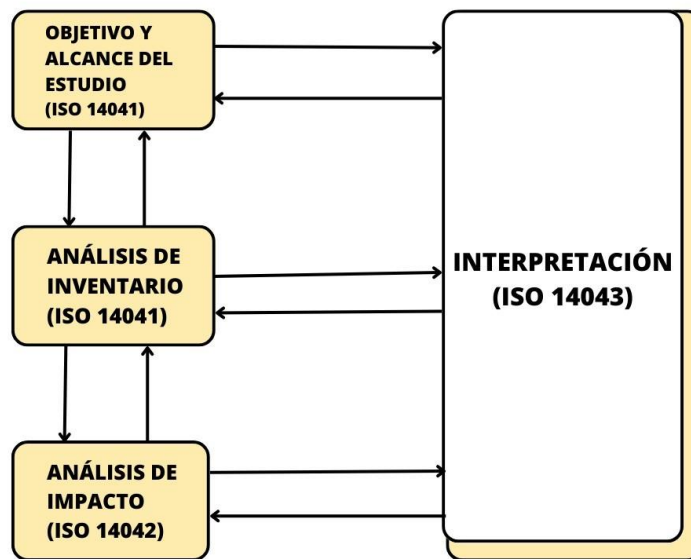 OBJETIVO Y
ALCANCE DEL
ESTUDIO
(ISO 14041)
ANÁLISIS DE
INVENTARIO
(ISO 14041)
INTERPRETACIÓN
(ISO 14043)
ANÁLISIS DE
IMPACTO
(ISO 14042)